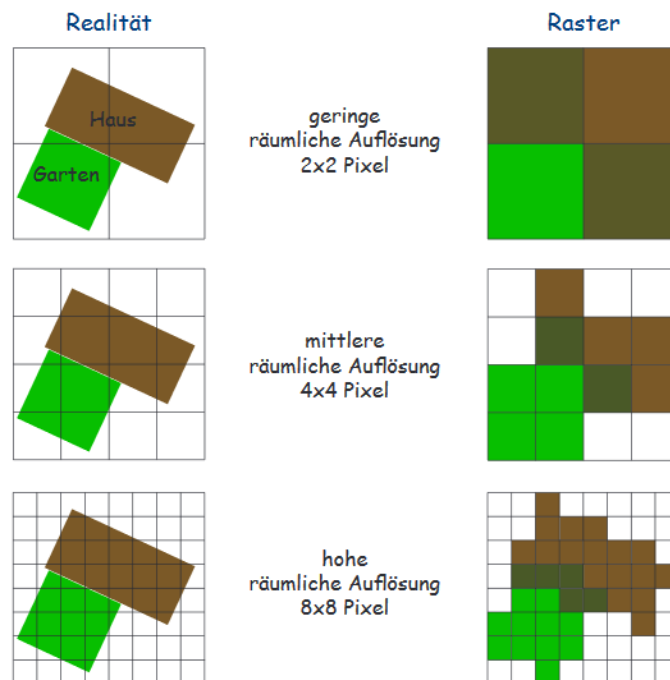 Realität
Raster
Haus
Garten
geringe
räumliche Auflösung
2x2 Pixel
mittlere
räumliche Auflösung
4x4 Pixel
hohe
räumliche Auflösung
8x8 Pixel